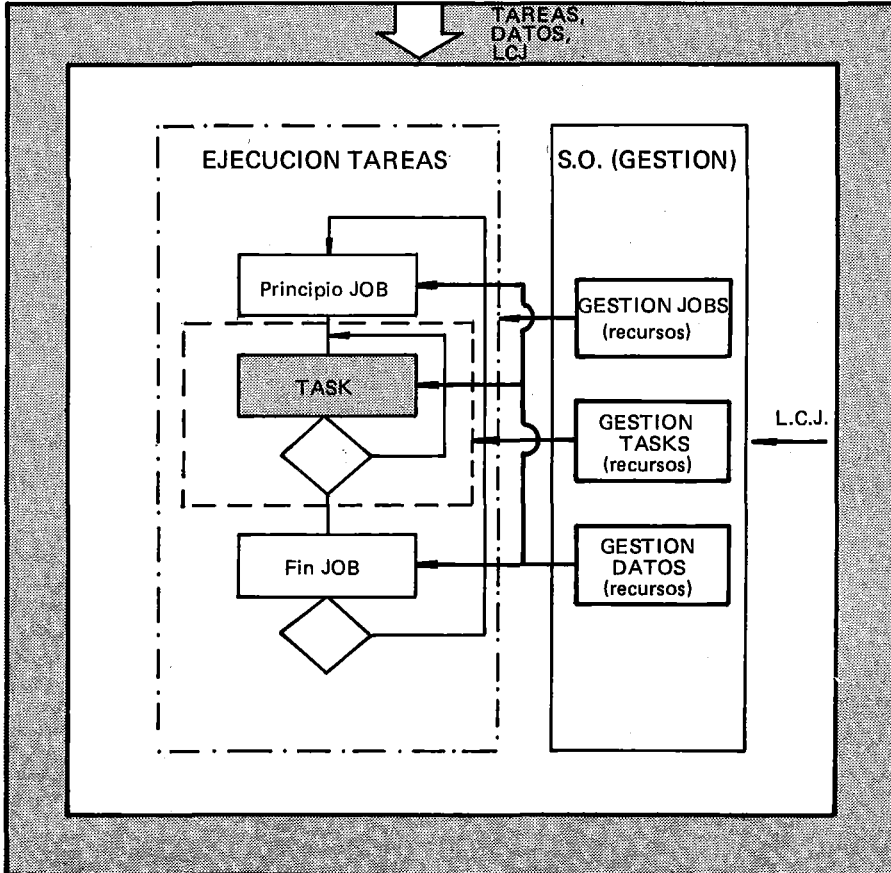 TAREAS,
DATOS,
LCJ
EJECUCION TAREAS
S.O. (GESTION)
Principio JOB
GESTION JOBS
(recursos)
TASK
GESTION
TASKS
(recursos)
L.C.J.
Fin JOB
GESTION
DATOS
(recursos)